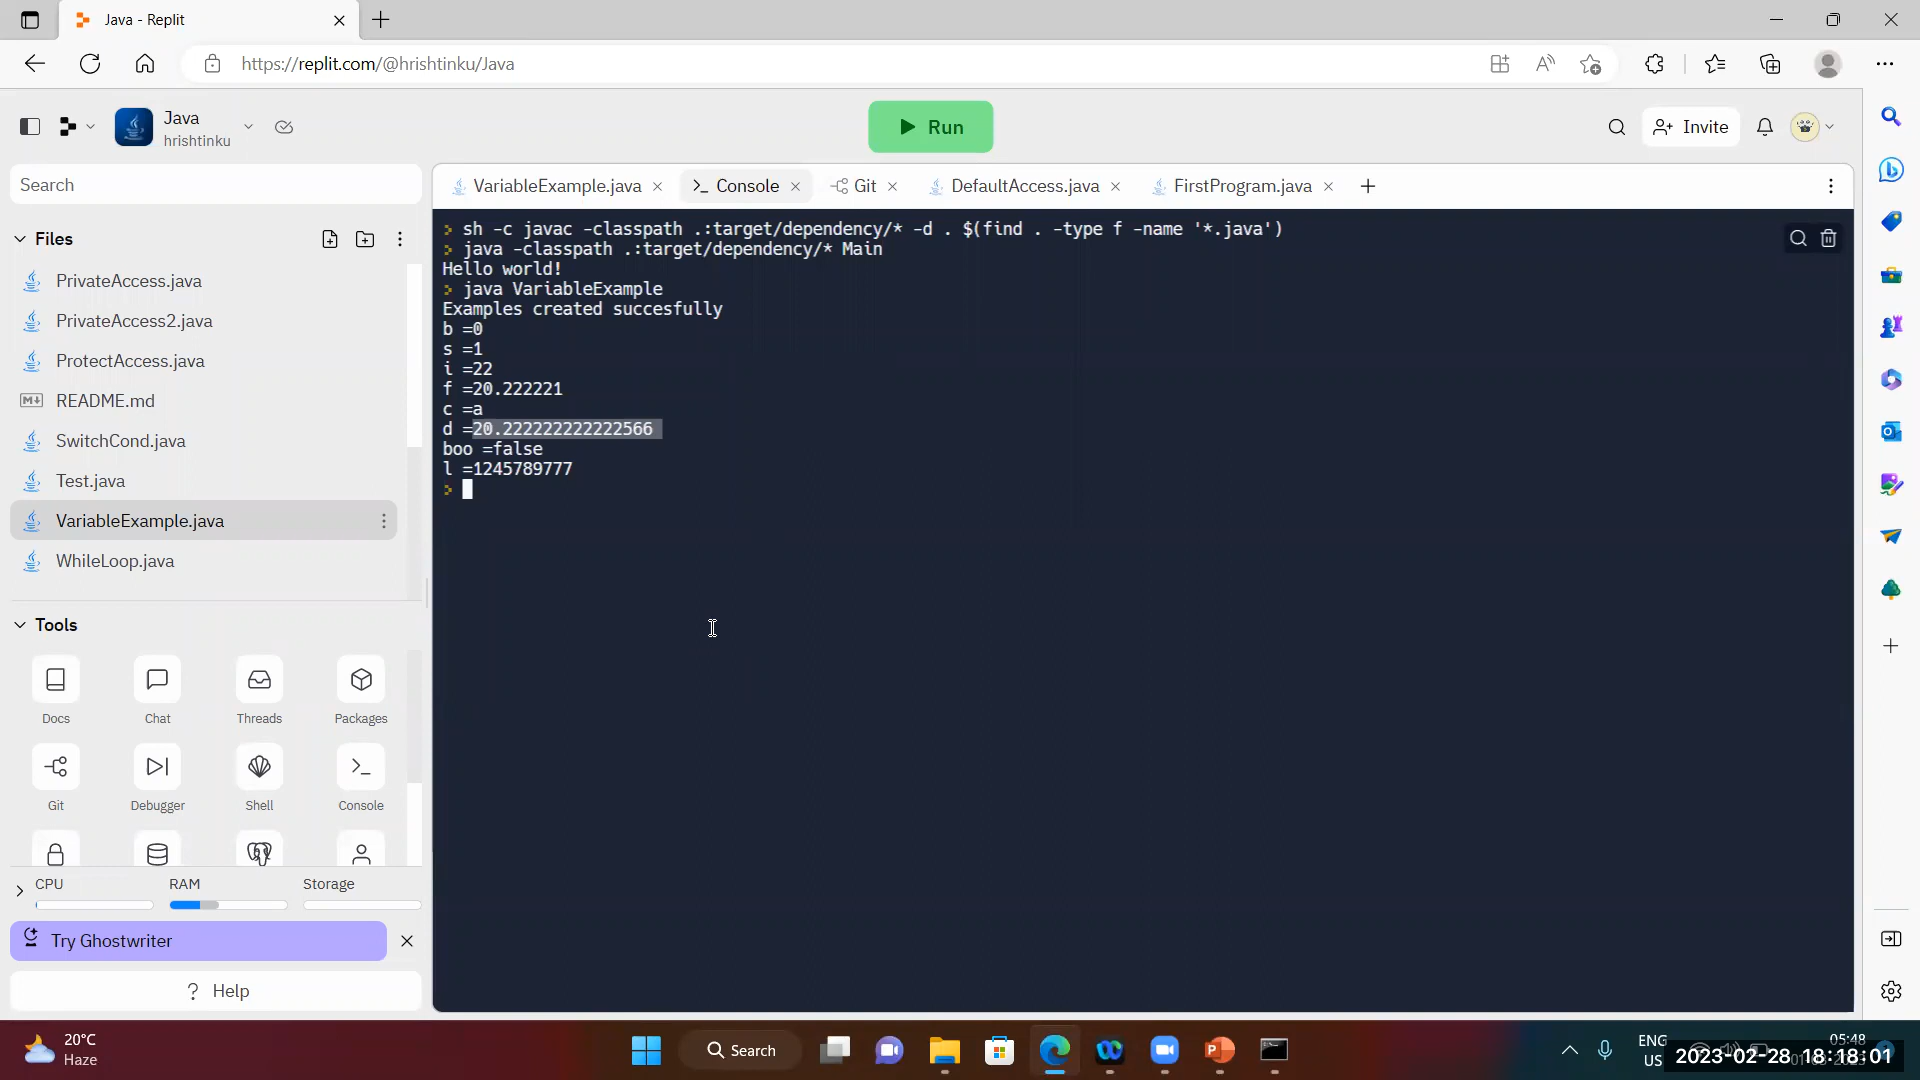 Java - Replit
https://replit.com/@hrishtinku/Java
Java
hrishtinku
Run
Invite
Search
VariableExample.java
Console
Git
DefaultAccess.java
FirstProgram.java
Files
PrivateAccess.java
PrivateAccess2.java
ProtectAccess.java
README.md
SwitchCond.java
Test.java
VariableExample.java
WhileLoop.java
> sh -c javac -classpath .:target/dependency/* -d . $(find . -type f -name '*.java')
> java -classpath .:target/dependency/* Main
Hello world!
> java VariableExample
Examples created succesfully
b =0
s =1
i =22
f =20.222221
c =a
d =20.222222222222566
boo =false
l =1245789777
>
Tools
Docs
Chat
Threads
Packages
Git
Debugger
Shell
Console
CPU
RAM
Storage
Try Ghostwriter
? Help
20°C
Haze
Search
ENG
US
05:48
2023-02-28 18:18:01